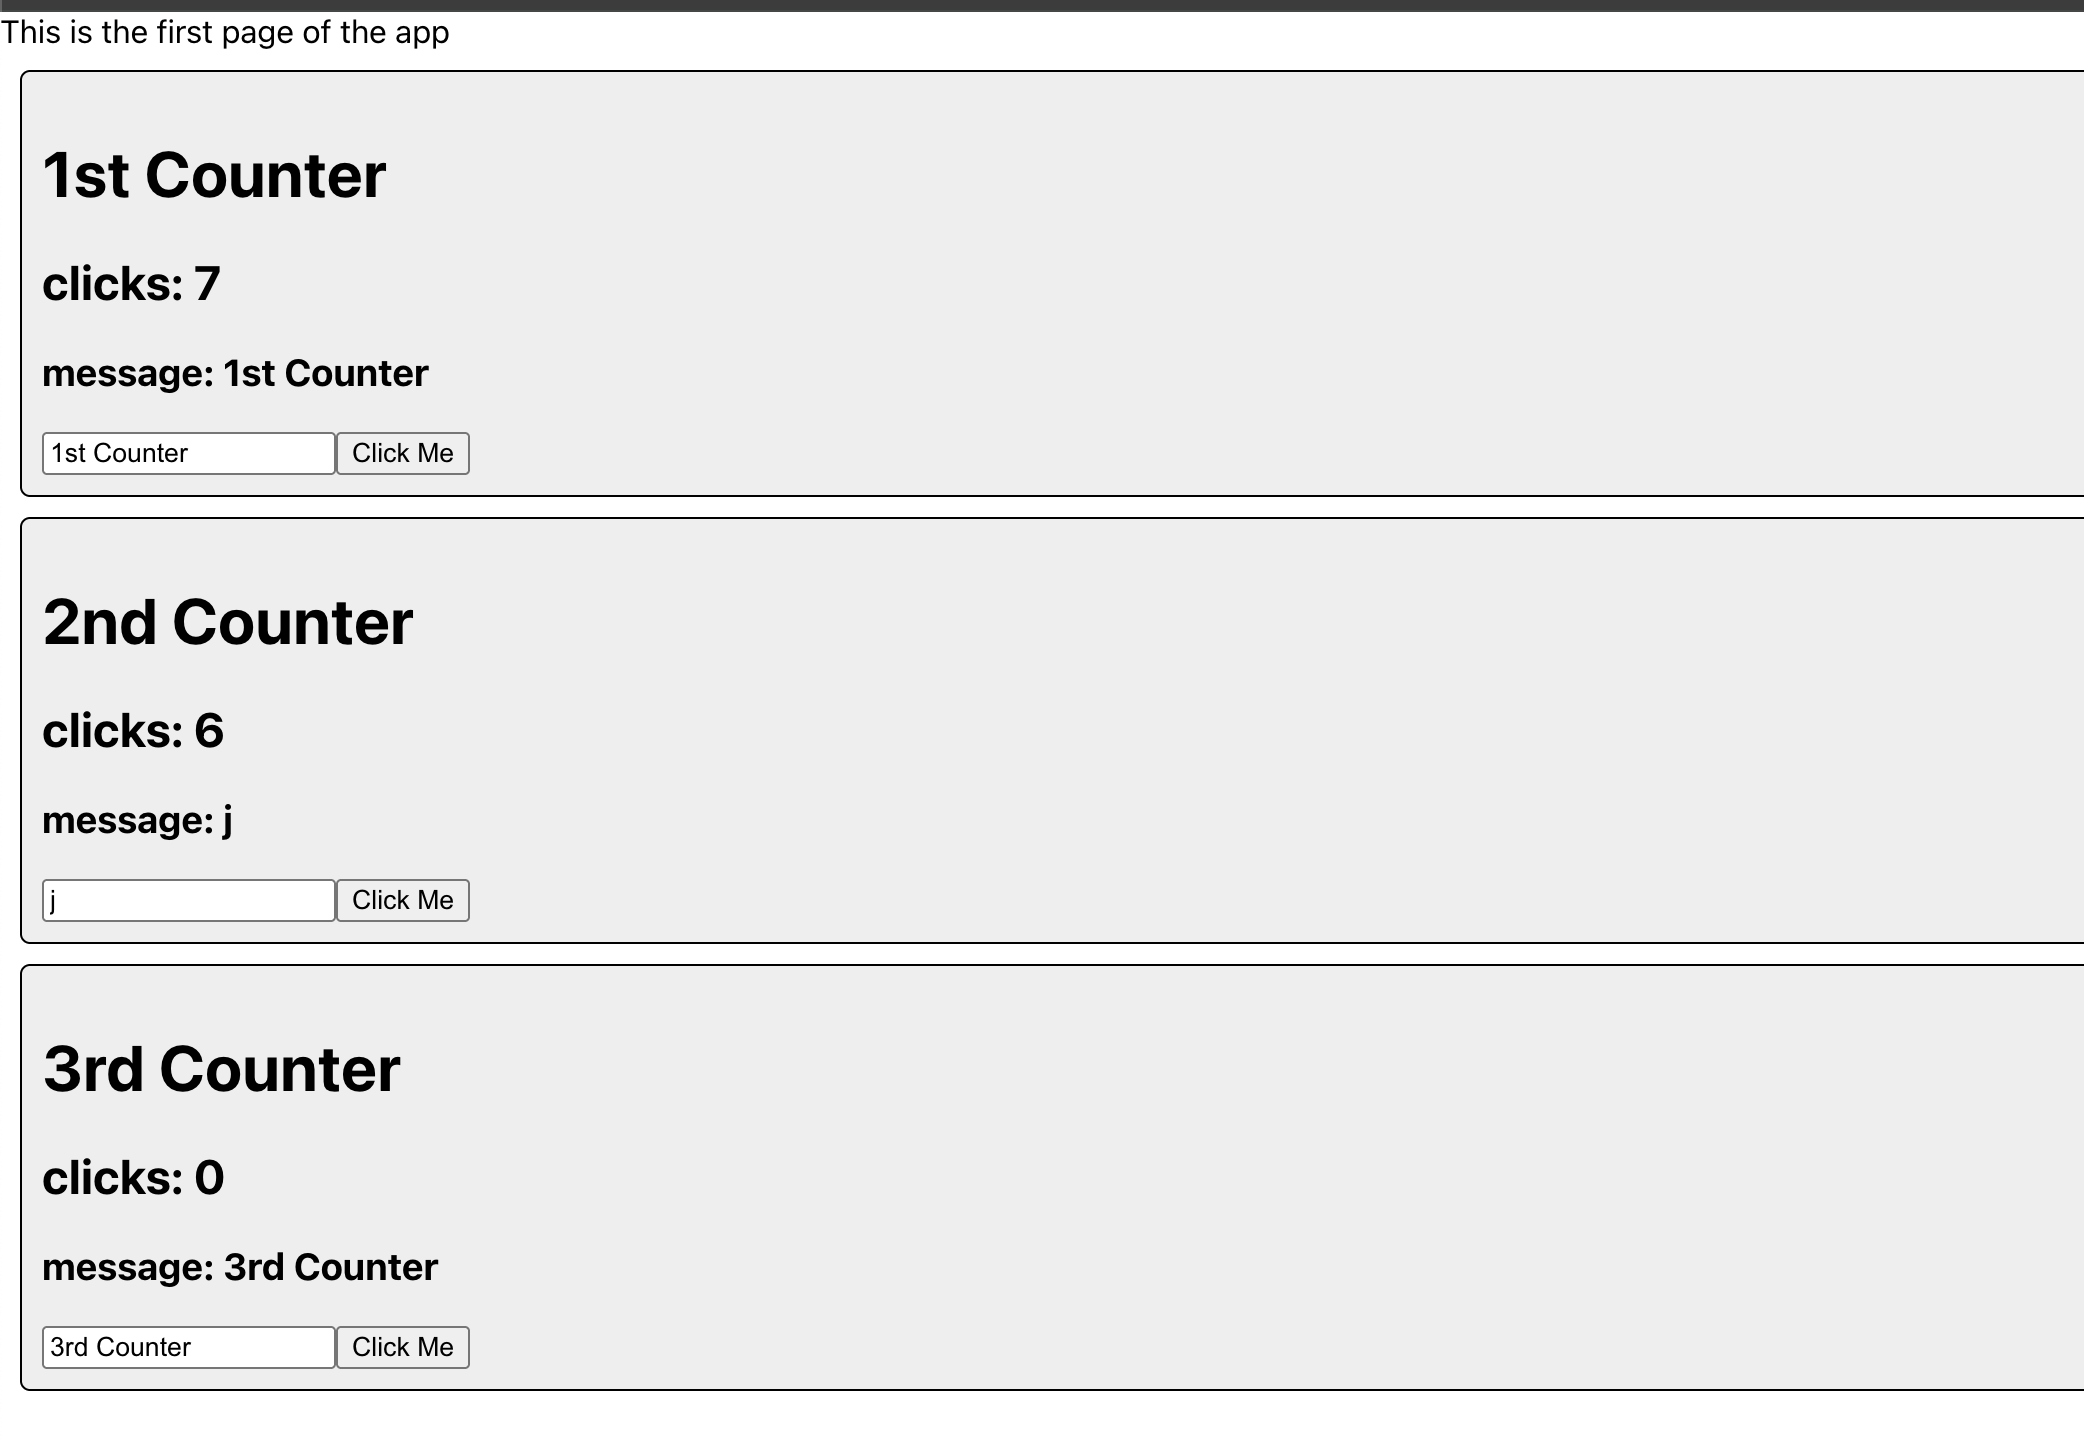 This is the first page of the app
1st Counter
clicks: 7
message: 1st Counter
1st Counter Click Me
2nd Counter
clicks: 6
message: j
j Click Me
3rd Counter
clicks: 0
message: 3rd Counter
3rd Counter Click Me